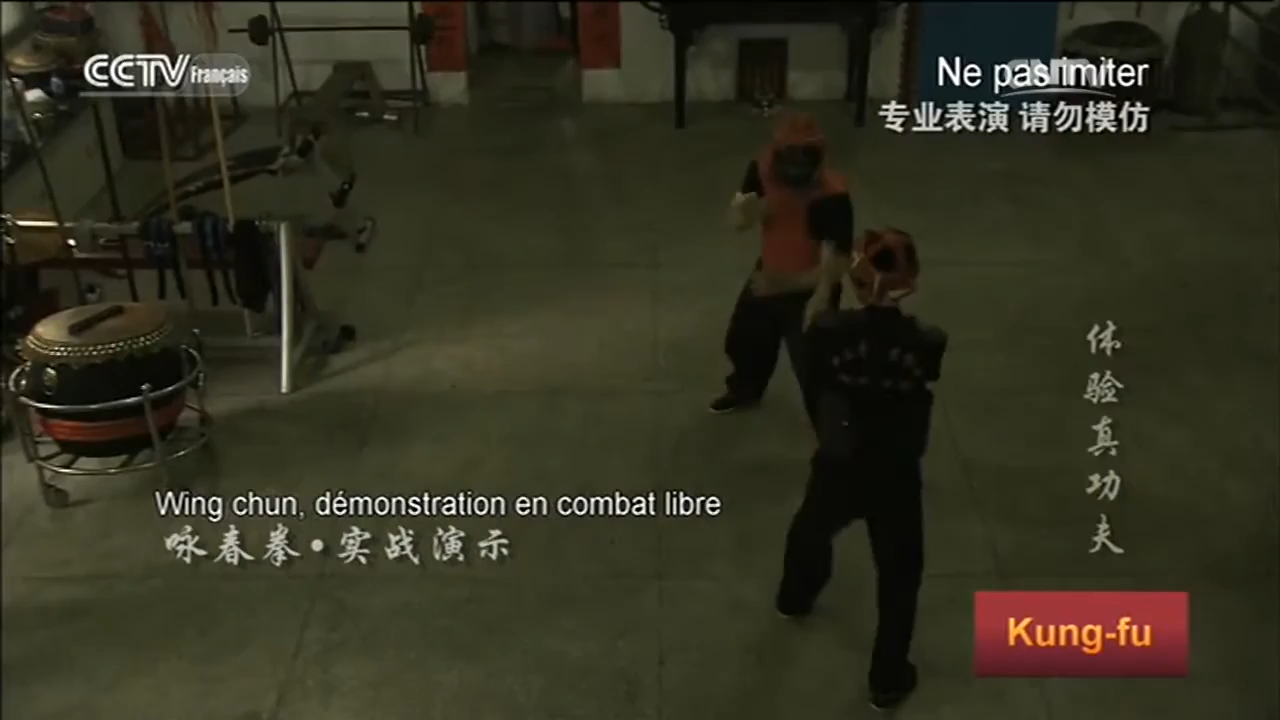 CCTV Français
Ne pas imiter
专业表演 请勿模仿
体验真功夫
Wing chun, démonstration en combat libre
咏春拳·实战演示
Kung-fu